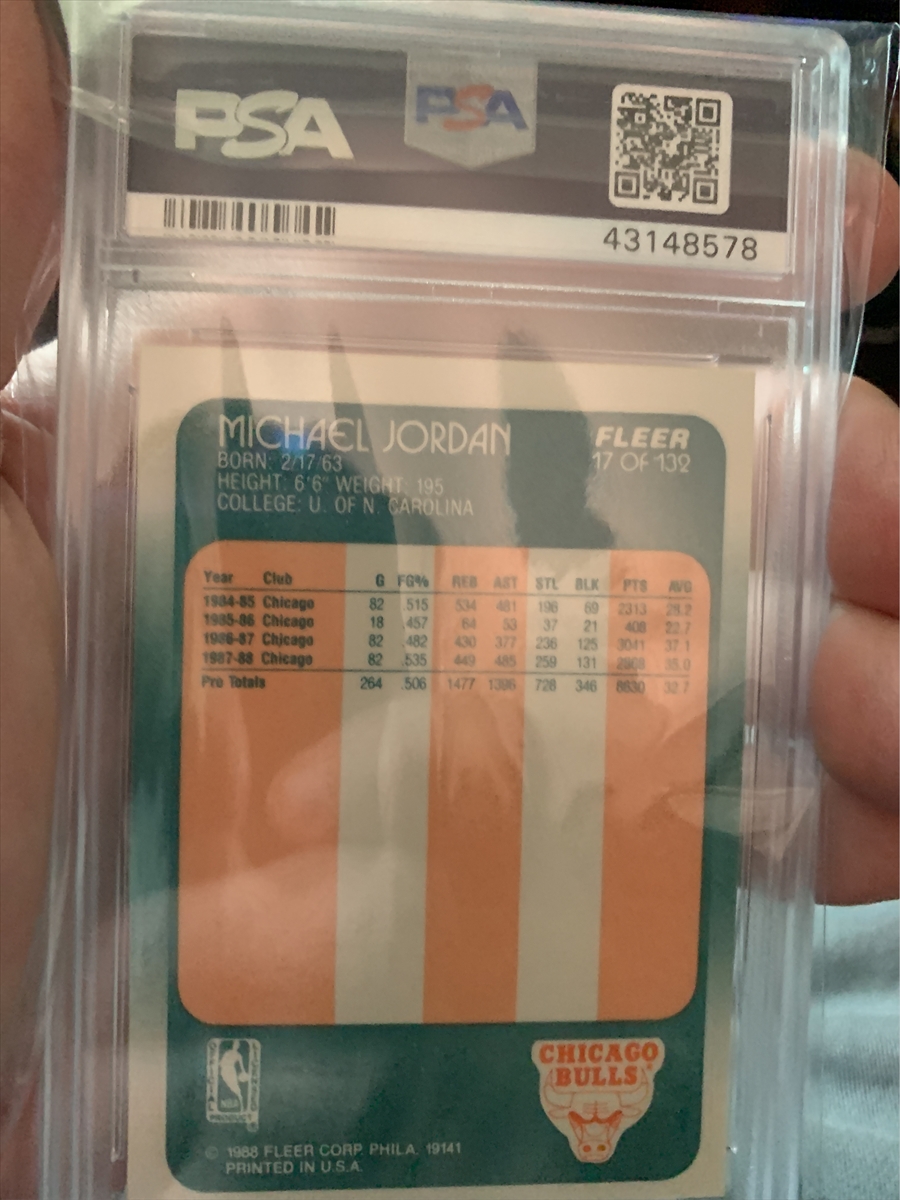 PSA
PSA
43148578
MICHAEL JORDAN
FLEER
BORN: 2/17/63
17 OF 132
HEIGHT: 6'6" WEIGHT: 195
COLLEGE: U. OF N. CAROLINA
Year Club G FG% REB AST STL BLK PTS AVG
1984-85 Chicago 82 .515 534 481 196 69 2313 28.2
1985-86 Chicago 18 .457 64 53 37 21 408 22.7
1986-87 Chicago 82 .482 430 377 236 125 3041 37.1
1987-88 Chicago 82 .535 449 485 259 131 2868 35.0
Pro Totals 264 .506 1477 1396 728 346 8630 32.7
OFFICIAL
LICENSED
NBA
PRODUCT
CHICAGO
BULLS
© 1988 FLEER CORP. PHILA. 19141
PRINTED IN U.S.A.